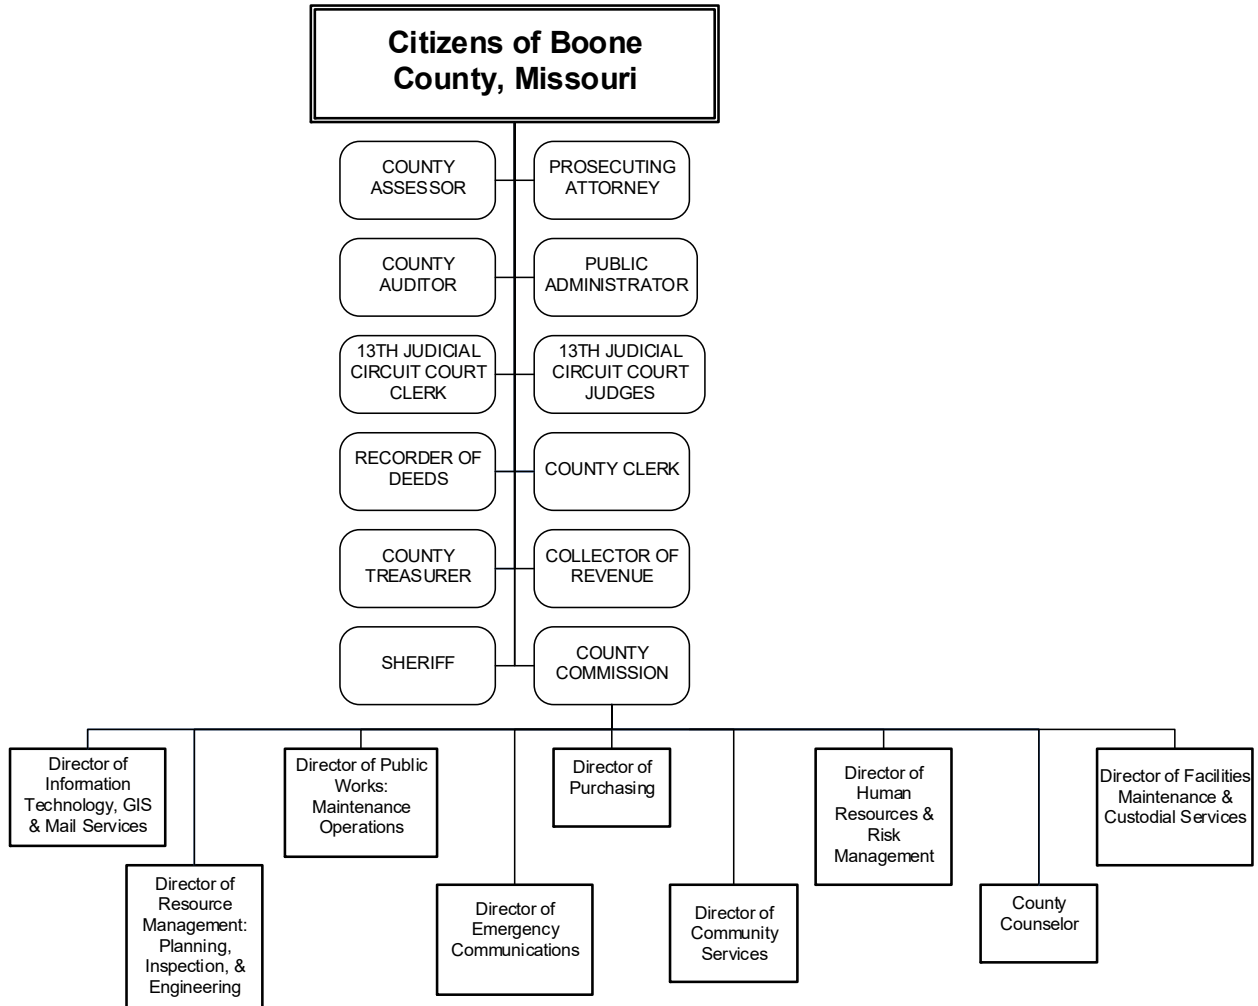 Citizens of Boone
County, Missouri
COUNTY
ASSESSOR
PROSECUTING
ATTORNEY
COUNTY
AUDITOR
PUBLIC
ADMINISTRATOR
13TH JUDICIAL
CIRCUIT COURT
CLERK
13TH JUDICIAL
CIRCUIT COURT
JUDGES
RECORDER OF
DEEDS
COUNTY CLERK
COUNTY
TREASURER
COLLECTOR OF
REVENUE
SHERIFF
COUNTY
COMMISSION
Director of
Information
Technology, GIS
& Mail Services
Director of Public
Works:
Maintenance
Operations
Director of
Purchasing
Director of
Human
Resources &
Risk
Management
Director of Facilities
Maintenance &
Custodial Services
Director of
Resource
Management:
Planning,
Inspection, &
Engineering
Director of
Emergency
Communications
Director of
Community
Services
County
Counselor